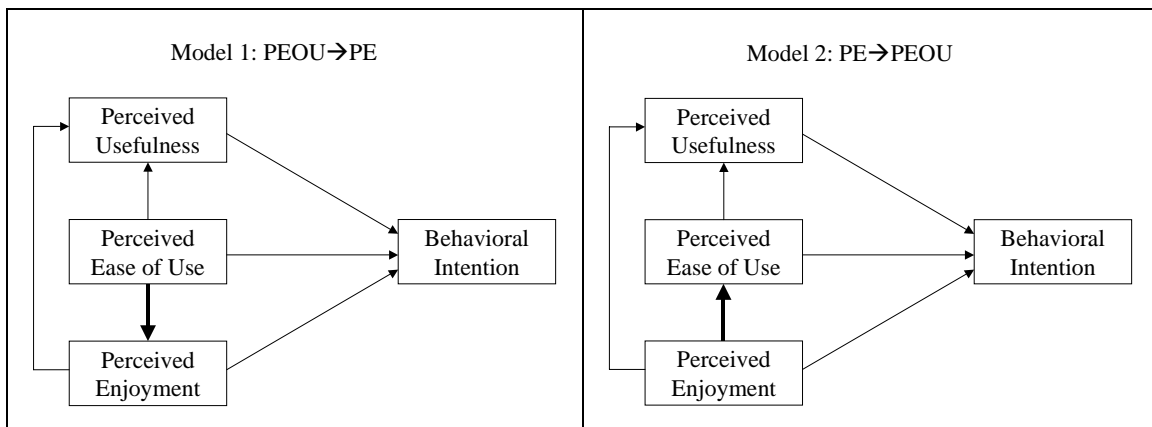 Model 1: PEOU→PE
Perceived
Usefulness
Perceived
Ease of Use
Behavioral
Intention
Perceived
Enjoyment
Model 2: PE→PEOU
Perceived
Usefulness
Perceived
Ease of Use
Behavioral
Intention
Perceived
Enjoyment